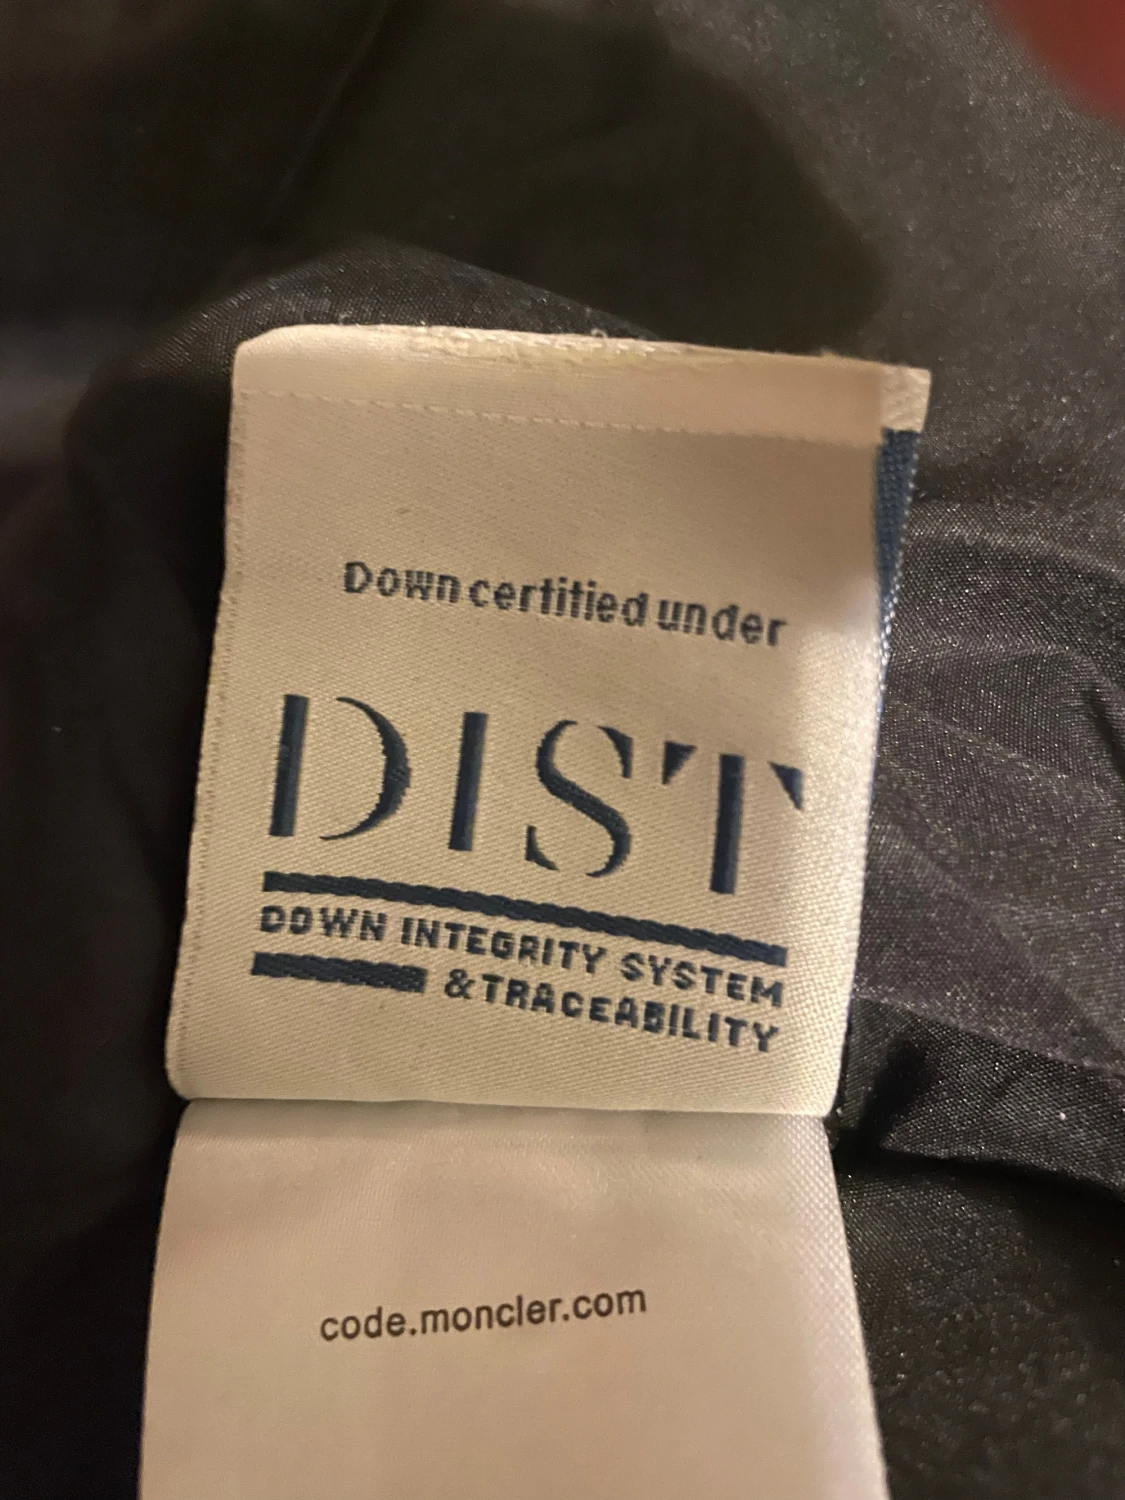 Down certified under
DIST
DOWN INTEGRITY SYSTEM
&TRACEABILITY
code.moncler.com